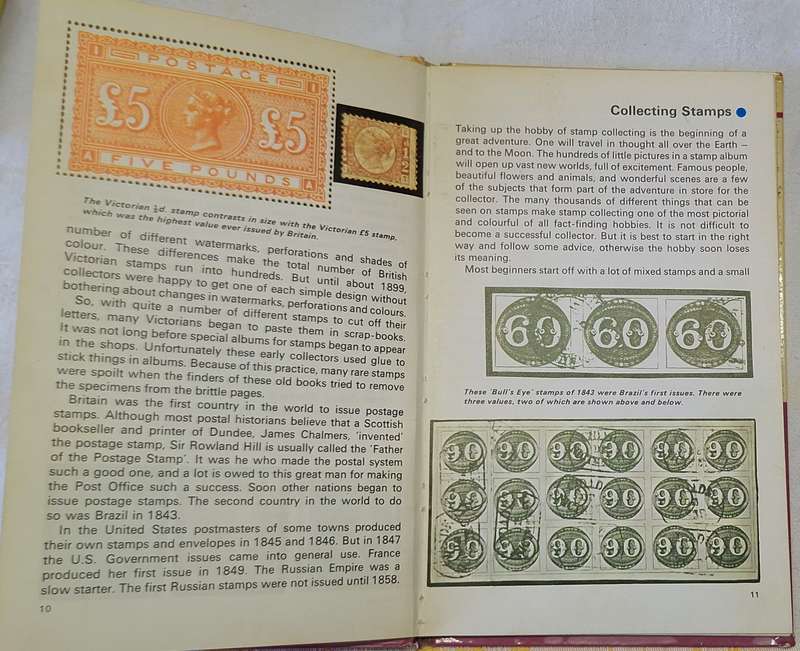 POSTAGE
1
1
£5
£5
A
FIVE POUNDS
A
The Victorian ½d. stamp contrasts in size with the Victorian £5 stamp,
which was the highest value ever issued by Britain.
number of different watermarks, perforations and shades of
colour. These differences make the total number of British
Victorian stamps run into hundreds. But until about 1899,
collectors were happy to get one of each simple design without
bothering about changes in watermarks, perforations and colours.
So, with quite a number of different stamps to cut off their
letters, many Victorians began to paste them in scrap-books.
It was not long before special albums for stamps began to appear
in the shops. Unfortunately these early collectors used glue to
stick things in albums. Because of this practice, many rare stamps
were spoilt when the finders of these old books tried to remove
the specimens from the brittle pages.
Britain was the first country in the world to issue postage
stamps. Although most postal historians believe that a Scottish
bookseller and printer of Dundee, James Chalmers, 'invented'
the postage stamp, Sir Rowland Hill is usually called the 'Father
of the Postage Stamp'. It was he who made the postal system
such a good one, and a lot is owed to this great man for making
the Post Office such a success. Soon other nations began to
issue postage stamps. The second country in the world to do
so was Brazil in 1843.
In the United States postmasters of some towns produced
their own stamps and envelopes in 1845 and 1846. But in 1847
the U.S. Government issues came into general use. France
produced her first issue in 1849. The Russian Empire was a
slow starter. The first Russian stamps were not issued until 1858.
10
Collecting Stamps
Taking up the hobby of stamp collecting is the beginning of a
great adventure. One will travel in thought all over the Earth –
and to the Moon. The hundreds of little pictures in a stamp album
will open up vast new worlds, full of excitement. Famous people,
beautiful flowers and animals, and wonderful scenes are a few
of the subjects that form part of the adventure in store for the
collector. The many thousands of different things that can be
seen on stamps make stamp collecting one of the most pictorial
and colourful of all fact-finding hobbies. It is not difficult to
become a successful collector. But it is best to start in the right
way and follow some advice, otherwise the hobby soon loses
its meaning.
Most beginners start off with a lot of mixed stamps and a small
60 60 60
These 'Bull's Eye' stamps of 1843 were Brazil's first issues. There were
three values, two of which are shown above and below.
90 90 90 90 90 90
90 90 90 90 90 90
90 90 90 90 90 90
11